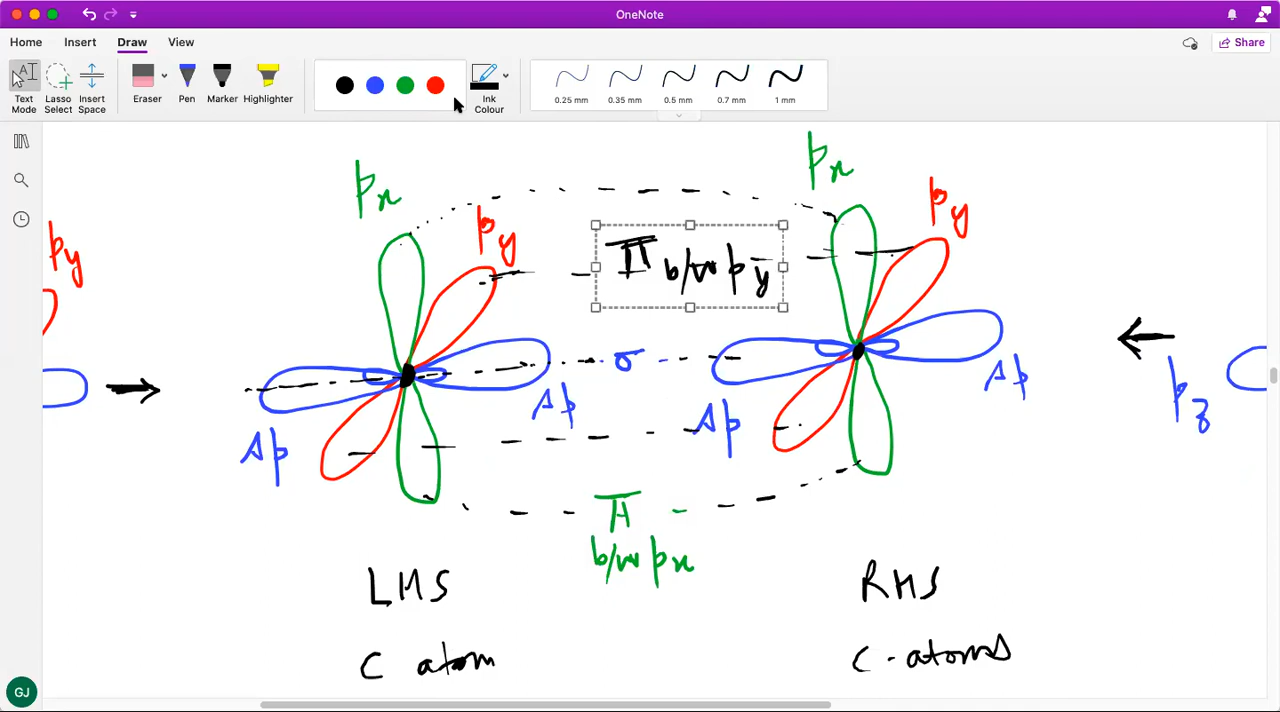 OneNote
Home Insert Draw View
Share
Text Mode
Lasso Select
Insert Space
Eraser
Pen
Marker
Highlighter
Ink Colour
0.25 mm
0.35 mm
0.5 mm
0.7 mm
1 mm
px
px
py
py
py
π b/w py
σ
sp
sp
sp
sp
pz
π
b/w px
LHS
RHS
C atom
C-atoms
GJ